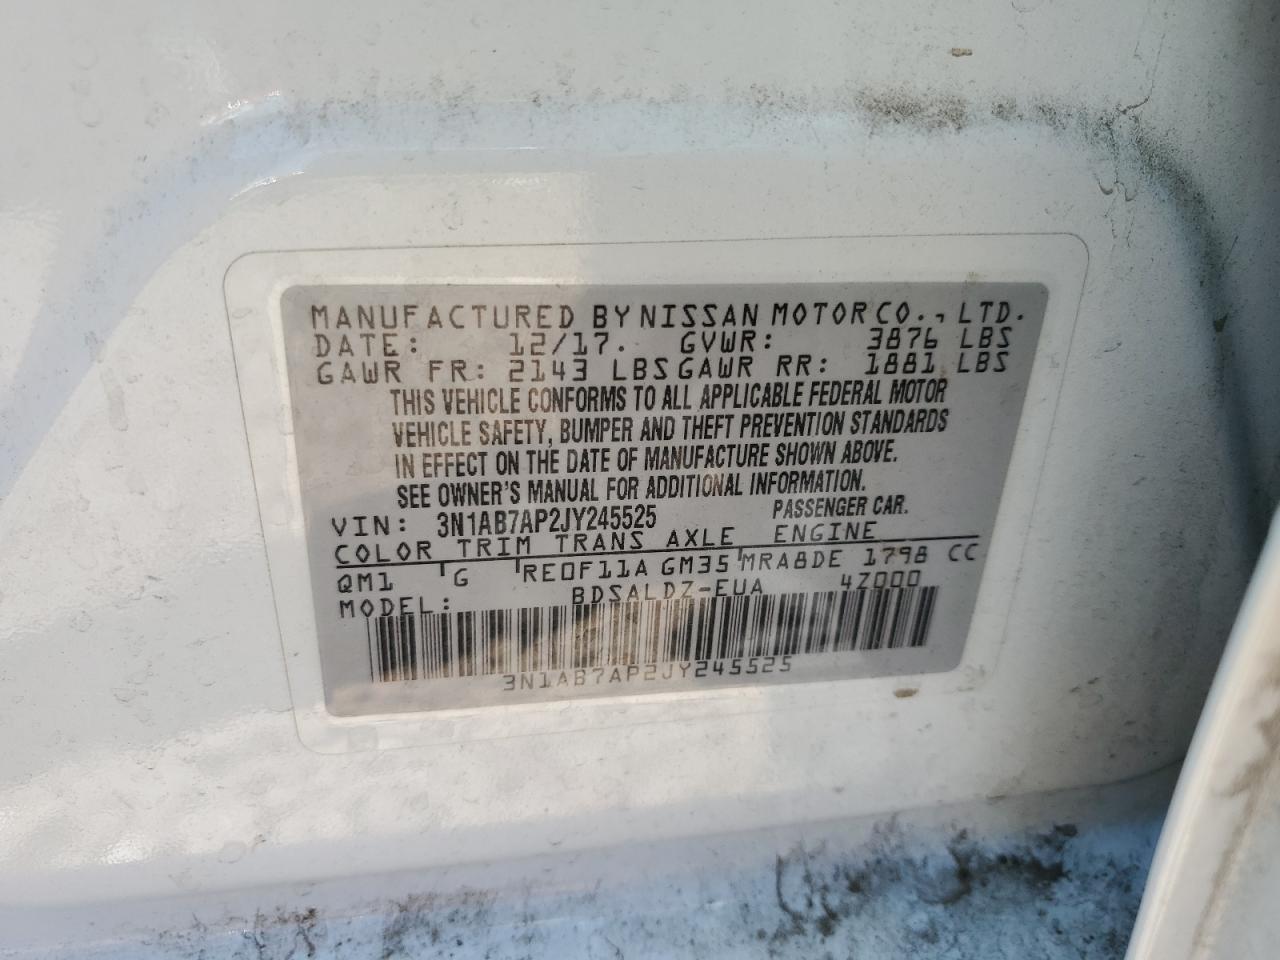 MANUFACTURED BY NISSAN MOTOR CO., LTD.
DATE: 12/17. GVWR: 3876 LBS
GAWR FR: 2143 LBS GAWR RR: 1881 LBS
THIS VEHICLE CONFORMS TO ALL APPLICABLE FEDERAL MOTOR
VEHICLE SAFETY, BUMPER AND THEFT PREVENTION STANDARDS
IN EFFECT ON THE DATE OF MANUFACTURE SHOWN ABOVE.
SEE OWNER'S MANUAL FOR ADDITIONAL INFORMATION.
VIN: 3N1AB7AP2JY245525 PASSENGER CAR.
COLOR TRIM TRANS AXLE ENGINE
QM1 G RE0F11A GM35 MRA8DE 1798 CC
MODEL: BDSALDZ-EUA 4Z000
3N1AB7AP2JY245525